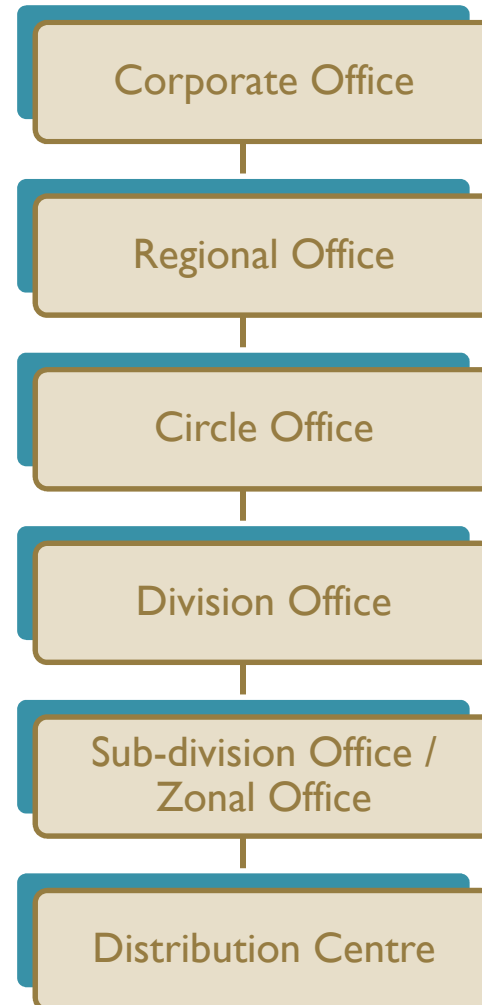 Corporate Office
Regional Office
Circle Office
Division Office
Sub-division Office /
Zonal Office
Distribution Centre